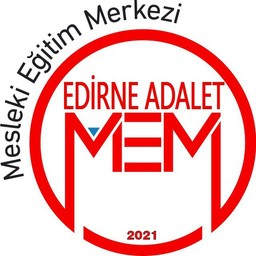 Mesleki Eğitim Merkezi
EDİRNE ADALET
MEM
2021